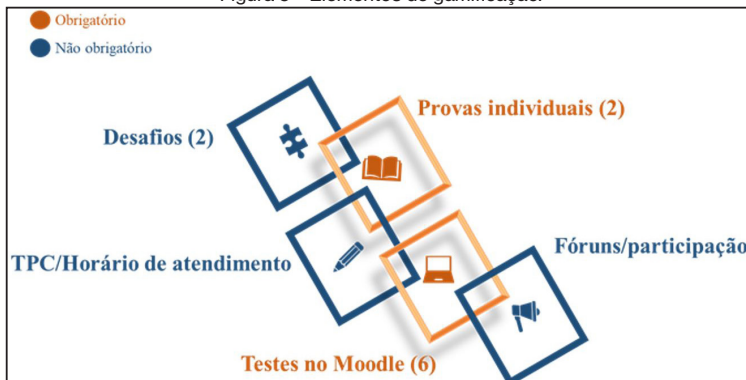 Obrigatório
Não obrigatório
Provas individuais (2)
Desafios (2)
Fóruns/participação
TPC/Horário de atendimento
Testes no Moodle (6)